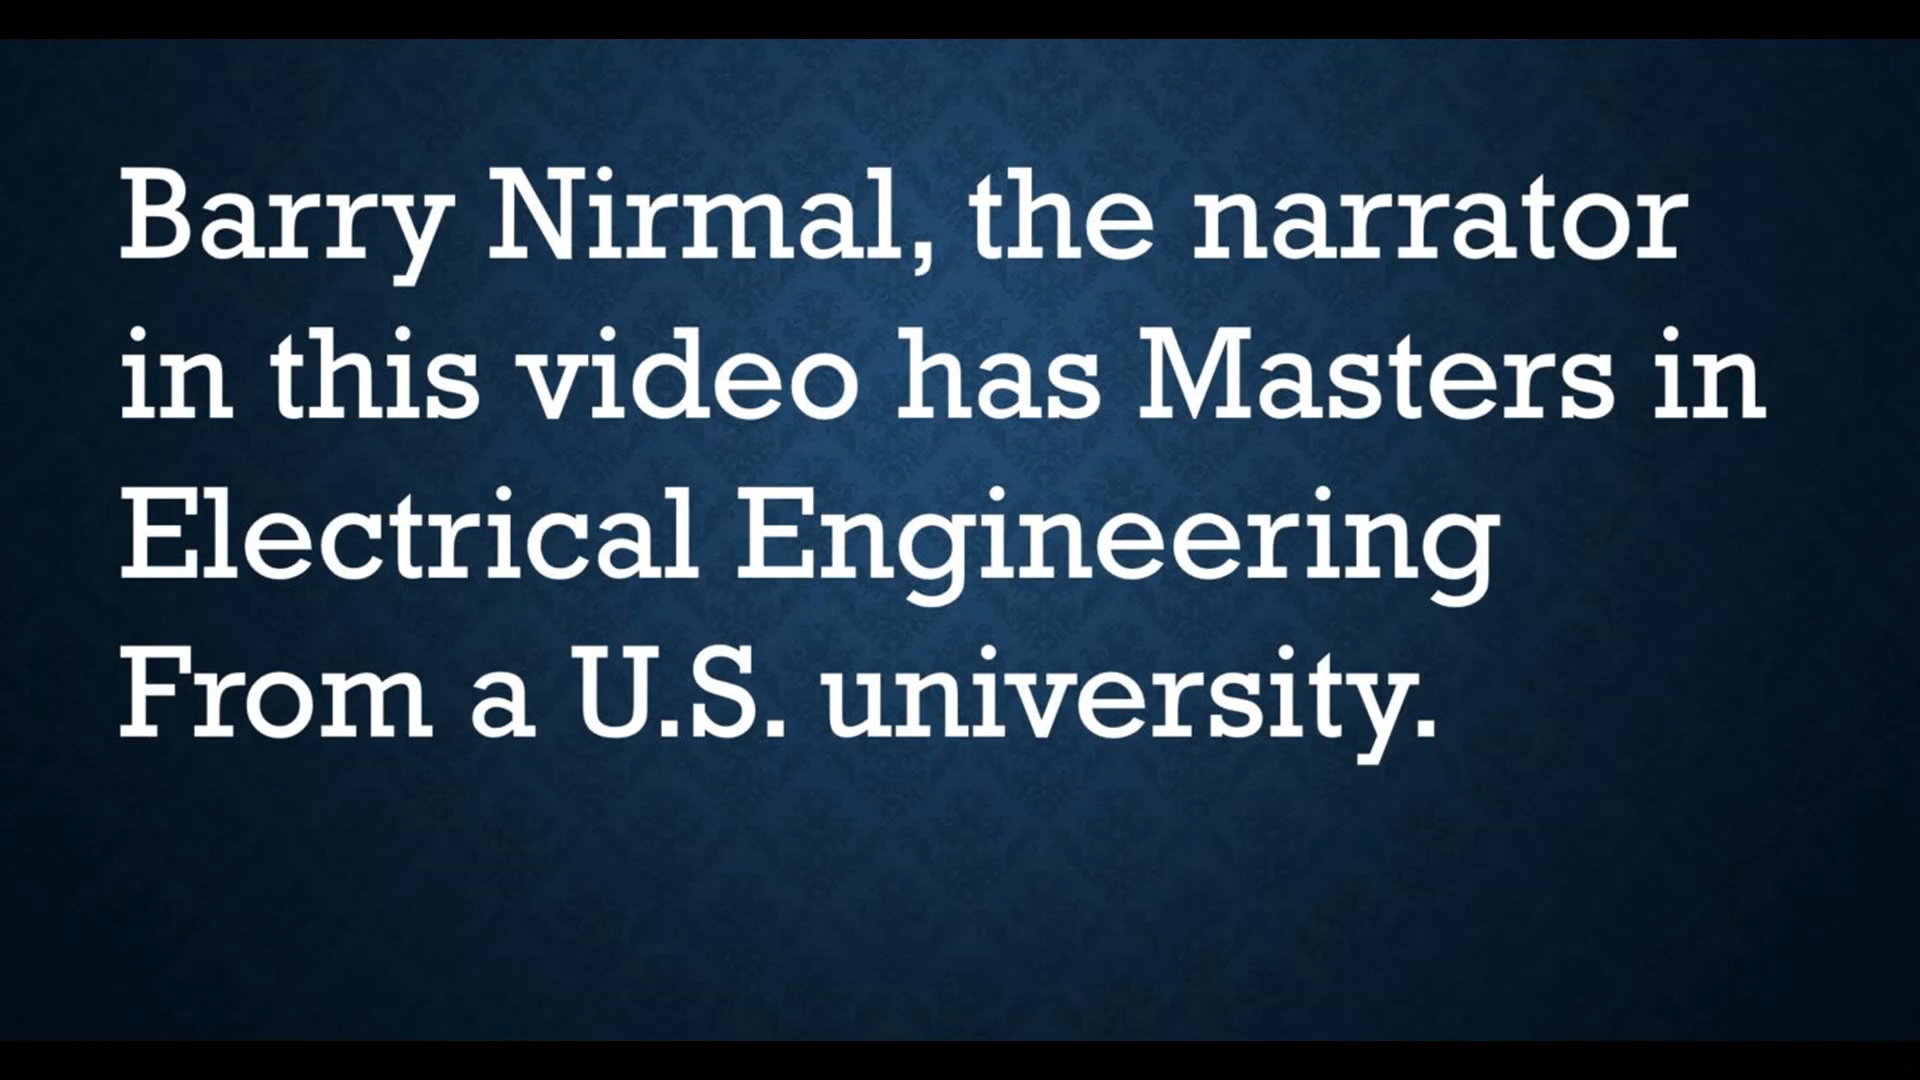 Barry Nirmal, the narrator
in this video has Masters in
Electrical Engineering
From a U.S. university.